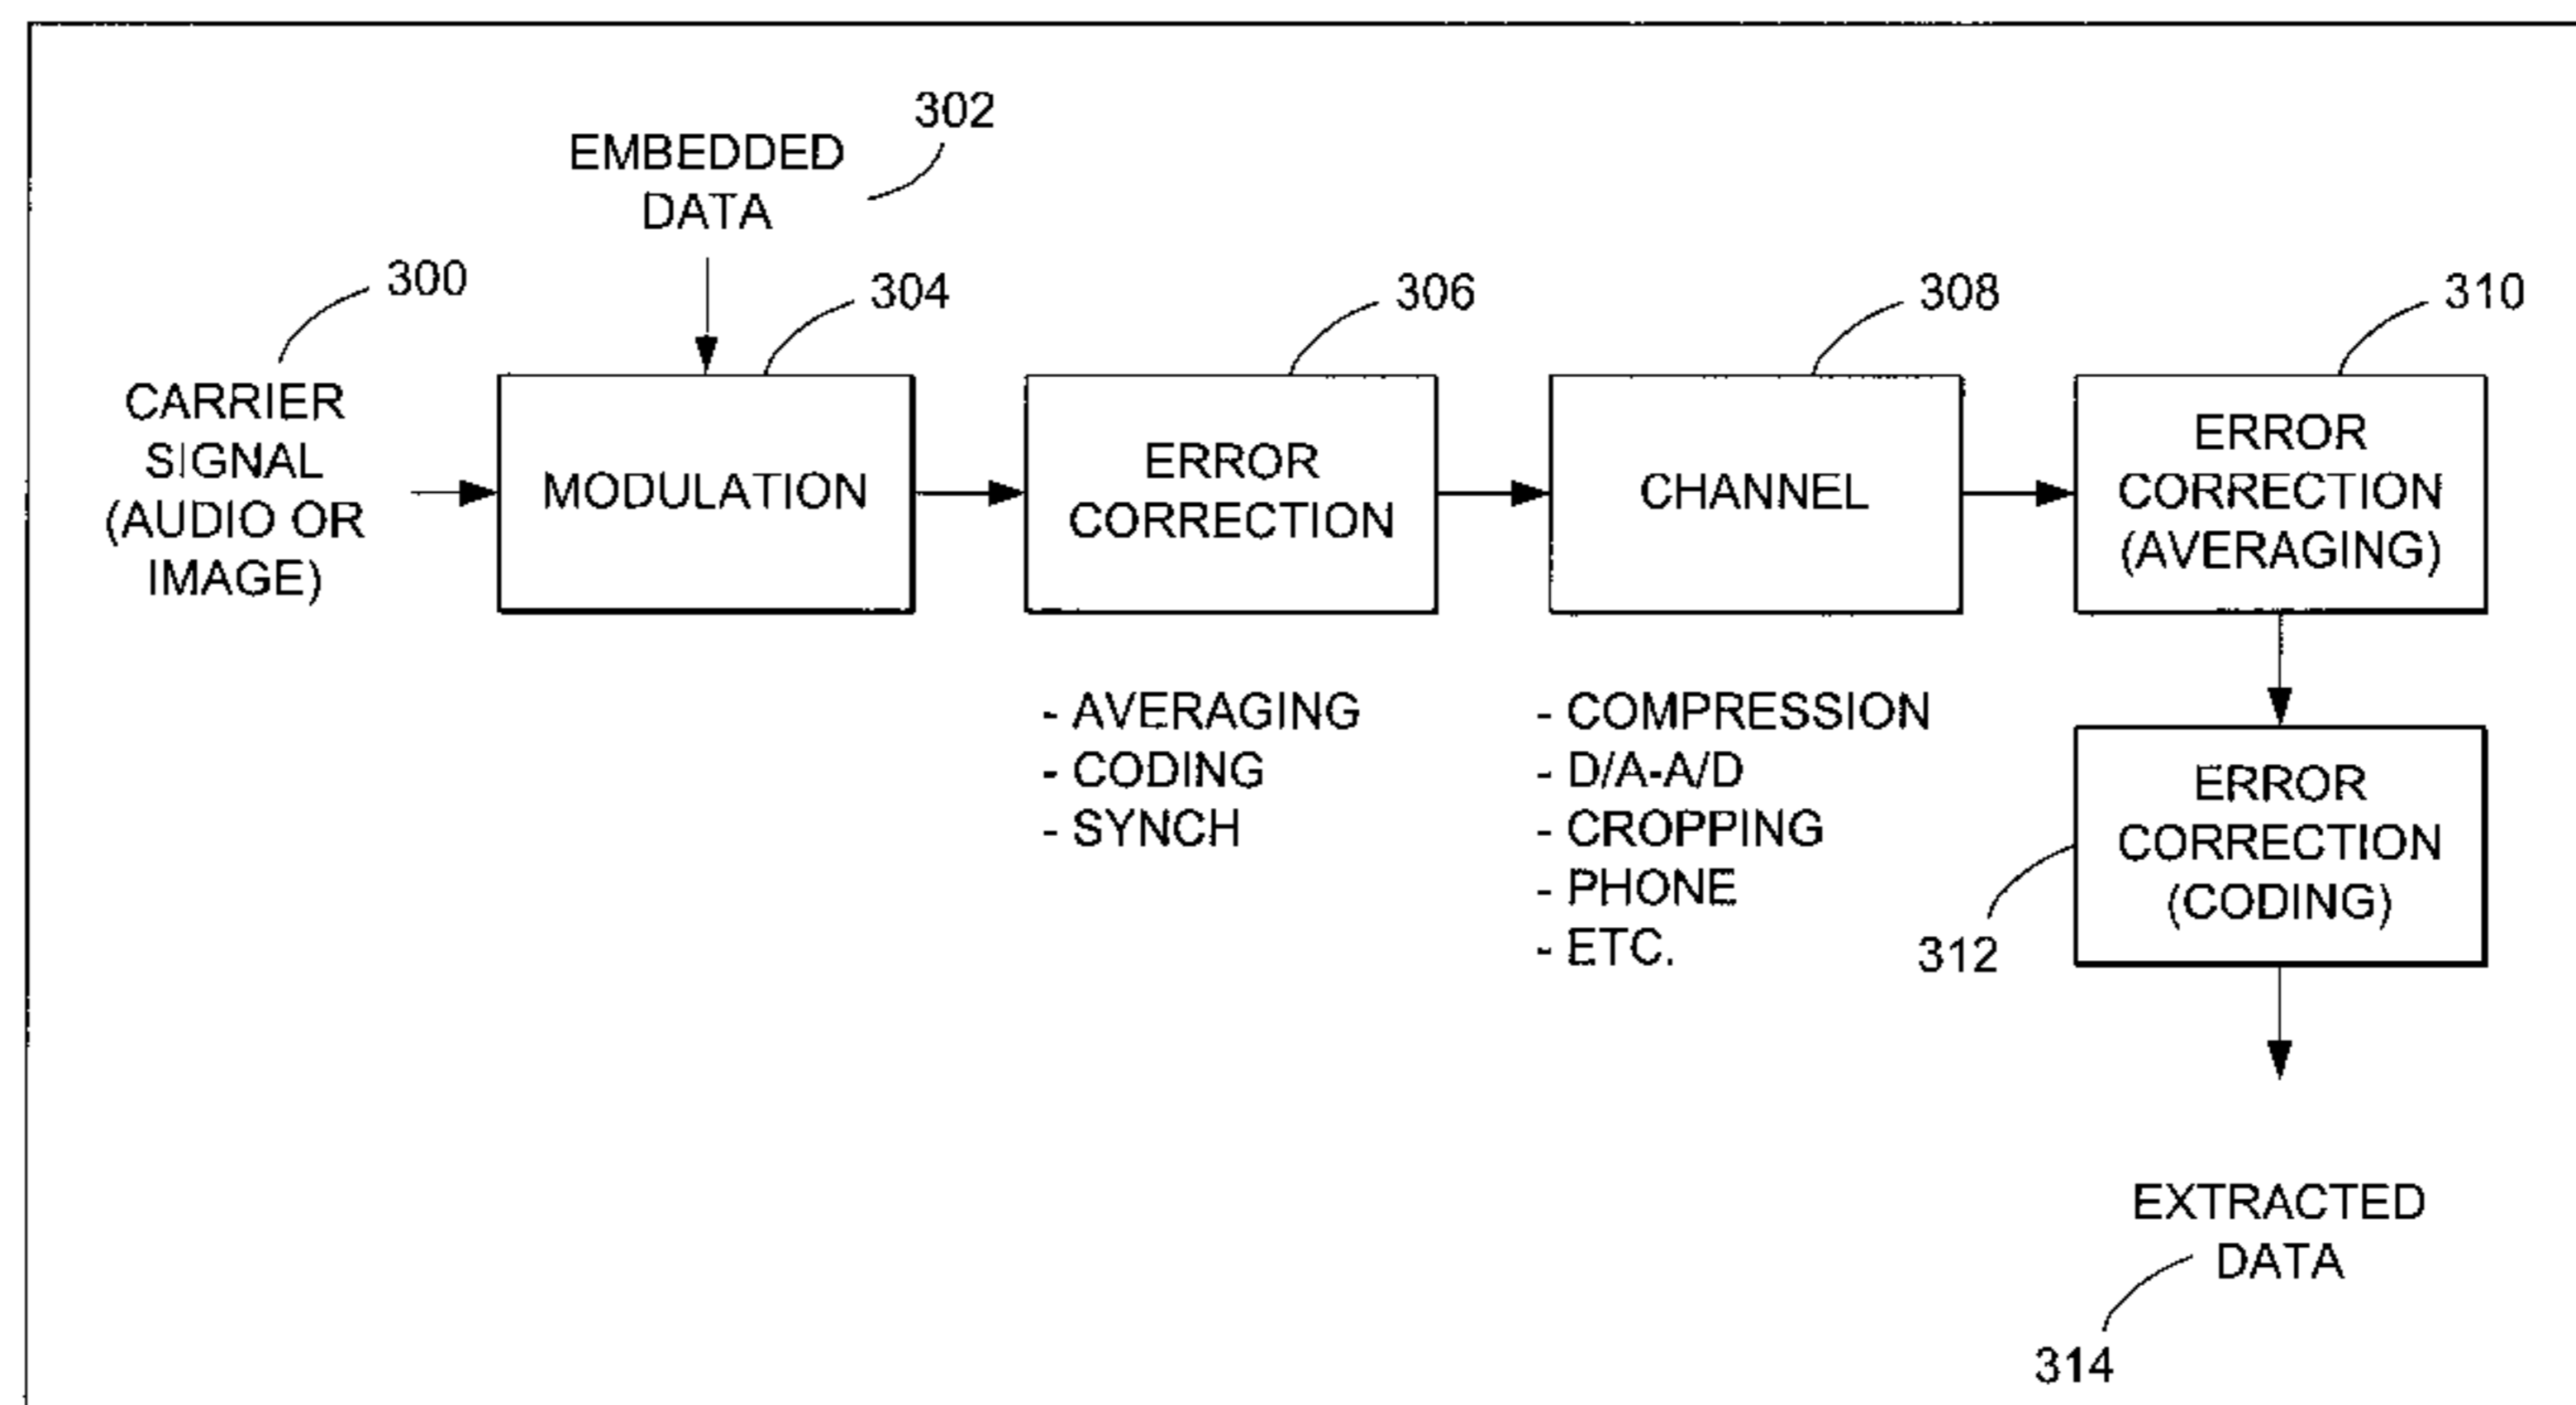 302
EMBEDDED
DATA
300
304
306
308
310
CARRIER
SIGNAL
(AUDIO OR
IMAGE)
MODULATION
ERROR
CORRECTION
CHANNEL
ERROR
CORRECTION
(AVERAGING)
- AVERAGING
- CODING
- SYNCH
- COMPRESSION
- D/A-A/D
- CROPPING
- PHONE
- ETC.
ERROR
CORRECTION
(CODING)
312
EXTRACTED
DATA
314